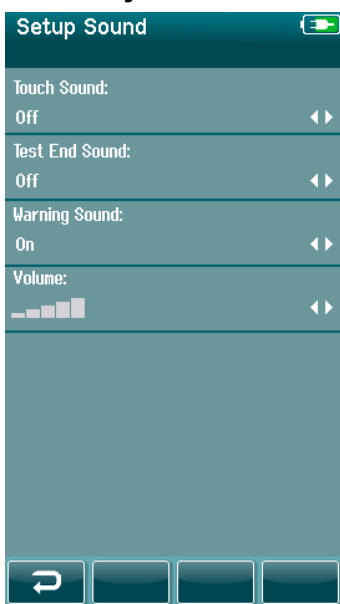 Setup Sound
Touch Sound:
Off
Test End Sound:
Off
Warning Sound:
On
Volume: